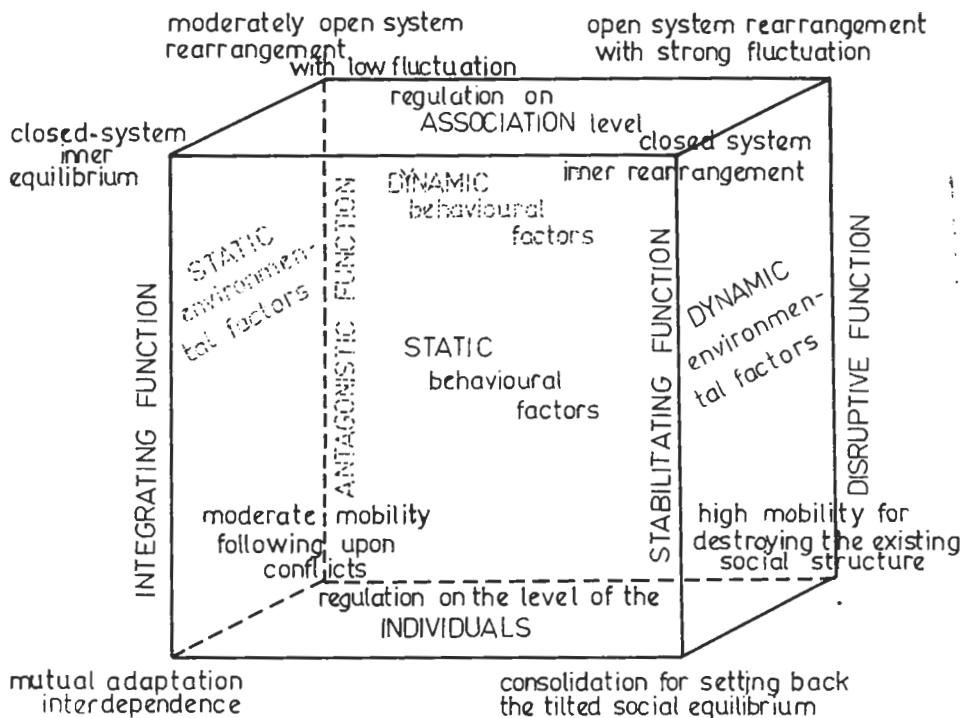 moderately open system
rearrangement
with low fluctuation
open system rearrangement
with strong fluctuation
regulation on
ASSOCIATION level
closed-system
inner
equilibrium
closed system
inner rearrangement
DYNAMIC
behavioural
factors
STATIC
environmen-
tal factors
ANTAGONISTIC FUNCTION
INTEGRATING FUNCTION
STATIC
behavioural
factors
STABILITATING FUNCTION
DYNAMIC
environmen-
tal factors
DISRUPTIVE FUNCTION
moderate mobility
following upon
conflicts
high mobility for
destroying the existing
social structure
regulation on the level of the
INDIVIDUALS
mutual adaptation
interdependence
consolidation for setting back
the tilted social equilibrium